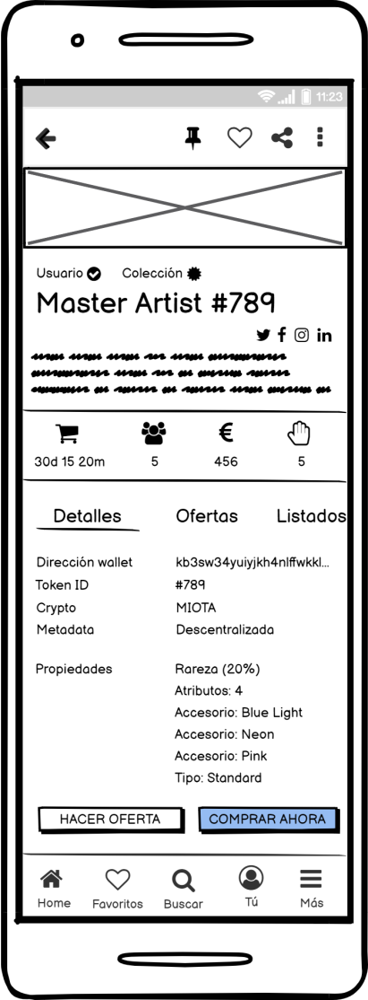 11:23
Usuario Colección
Master Artist #789
30d 15 20m 5 456 5
Detalles Ofertas Listados
Dirección wallet kb3sw34yuiyjkh4nlffwkkl...
Token ID #789
Crypto MIOTA
Metadata Descentralizada
Propiedades Rareza (20%)
Atributos: 4
Accesorio: Blue Light
Accesorio: Neon
Accesorio: Pink
Tipo: Standard
HACER OFERTA COMPRAR AHORA
Home Favoritos Buscar Tú Más